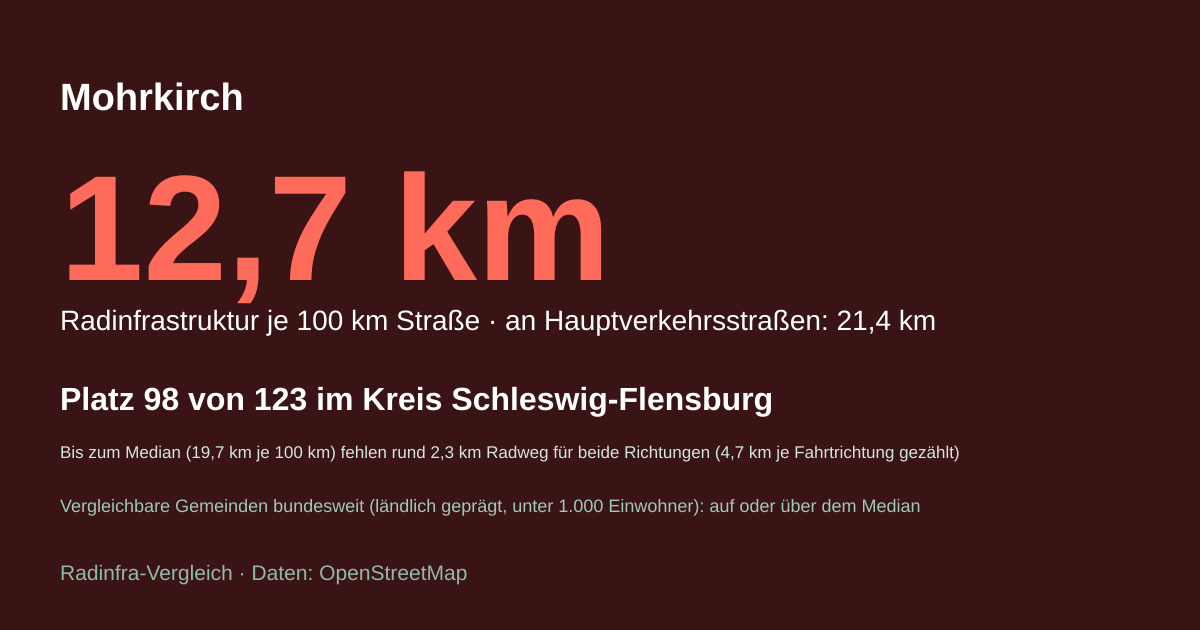 Mohrkirch
12,7 km
Radinfrastruktur je 100 km Straße · an Hauptverkehrsstraßen: 21,4 km
Platz 98 von 123 im Kreis Schleswig-Flensburg
Bis zum Median (19,7 km je 100 km) fehlen rund 2,3 km Radweg für beide Richtungen (4,7 km je Fahrtrichtung gezählt)
Vergleichbare Gemeinden bundesweit (ländlich geprägt, unter 1.000 Einwohner): auf oder über dem Median
Radinfra-Vergleich · Daten: OpenStreetMap